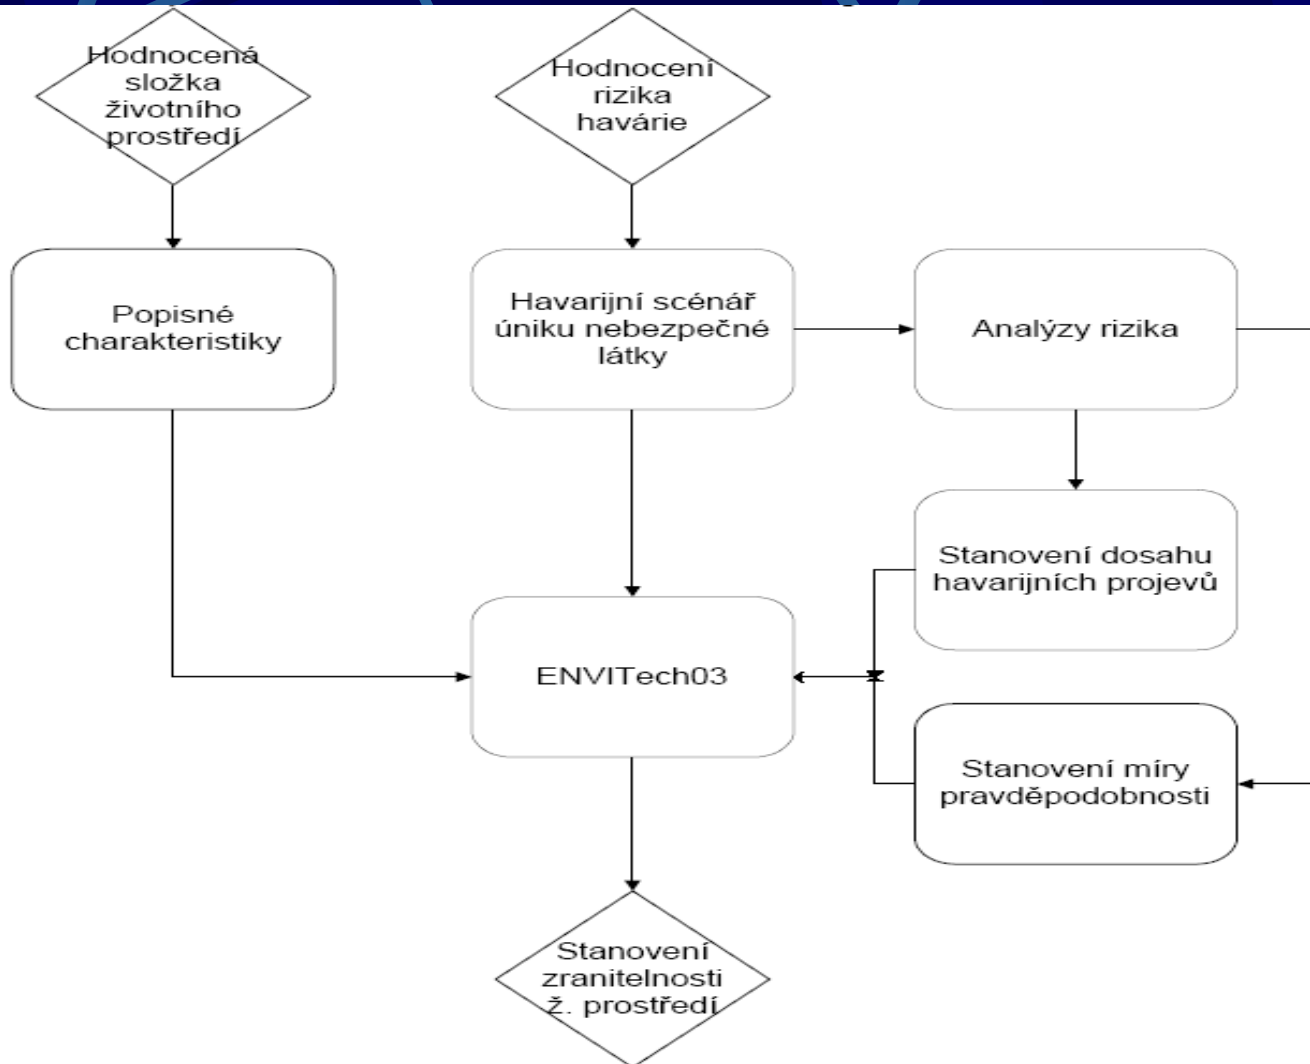 Hodnocená
složka
životního
prostředí
Hodnocení
rizika
havárie
Popisné
charakteristiky
Havarijní scénář
úniku nebezpečné
látky
Analýzy rizika
Stanovení dosahu
havarijních projevů
ENVITech03
Stanovení míry
pravděpodobnosti
Stanovení
zranitelnosti
ž. prostředí